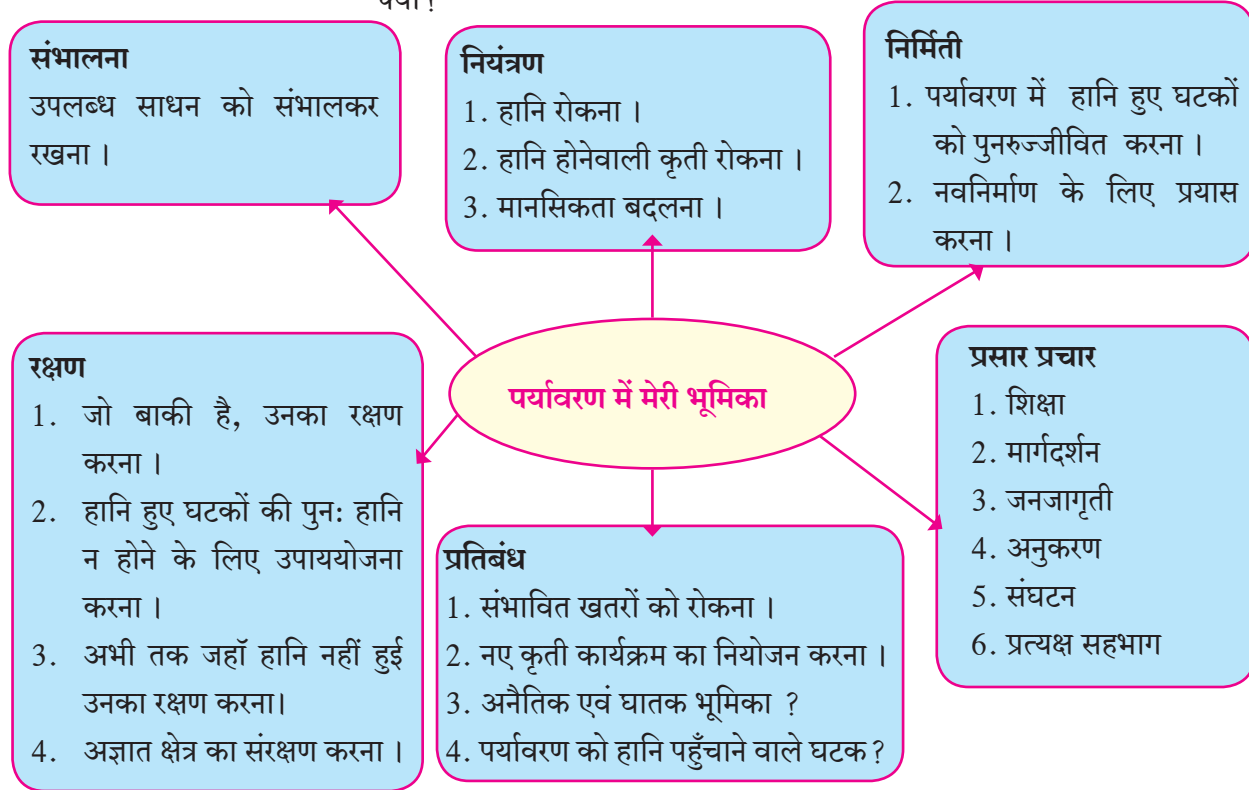 क्या?
संभालना
उपलब्ध साधन को संभालकर
रखना ।
नियंत्रण
1. हानि रोकना ।
2. हानि होनेवाली कृती रोकना ।
3. मानसिकता बदलना ।
निर्मिती
1. पर्यावरण में हानि हुए घटकों
को पुनरुज्जीवित करना ।
2. नवनिर्माण के लिए प्रयास
करना ।
पर्यावरण में मेरी भूमिका
रक्षण
1. जो बाकी है, उनका रक्षण
करना ।
2. हानि हुए घटकों की पुन: हानि
न होने के लिए उपाययोजना
करना ।
3. अभी तक जहॉ हानि नहीं हुई
उनका रक्षण करना।
4. अज्ञात क्षेत्र का संरक्षण करना ।
प्रतिबंध
1. संभावित खतरों को रोकना ।
2. नए कृती कार्यक्रम का नियोजन करना ।
3. अनैतिक एवं घातक भूमिका ?
4. पर्यावरण को हानि पहुँचाने वाले घटक?
प्रसार प्रचार
1. शिक्षा
2. मार्गदर्शन
3. जनजागृती
4. अनुकरण
5. संघटन
6. प्रत्यक्ष सहभाग